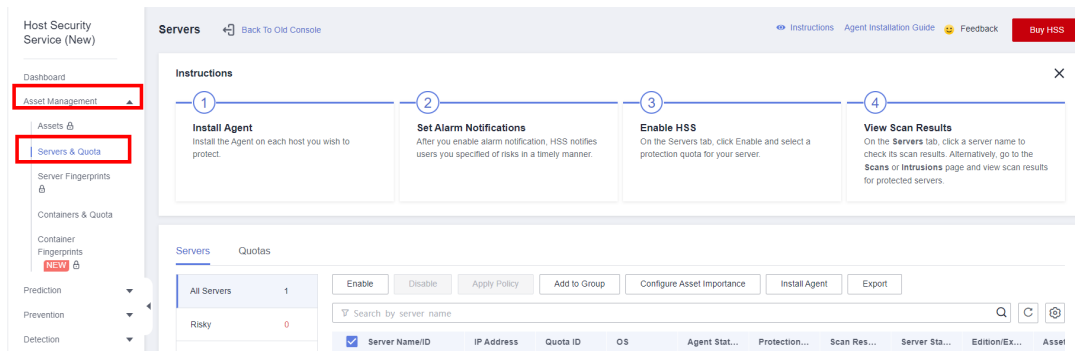 Host Security
Service (New)
Dashboard
Asset Management
Assets
Servers & Quota
Server Fingerprints
Containers & Quota
Container
Fingerprints
NEW
Prediction
Prevention
Detection
Servers
Back To Old Console
Instructions
Agent Installation Guide
Feedback
Buy HSS
Instructions
1
Install Agent
Install the Agent on each host you wish to
protect.
2
Set Alarm Notifications
After you enable alarm notification, HSS notifies
users you specified of risks in a timely manner.
3
Enable HSS
On the Servers tab, click Enable and select a
protection quota for your server.
4
View Scan Results
On the Servers tab, click a server name to
check its scan results. Alternatively, go to the
Scans or Intrusions page and view scan results
for protected servers.
Servers Quotas
All Servers 1
Risky 0
Enable Disable Apply Policy Add to Group Configure Asset Importance Install Agent Export
Search by server name
Server Name/ID IP Address Quota ID OS Agent Stat... Protection... Scan Res... Server Sta... Edition/Ex... Asset